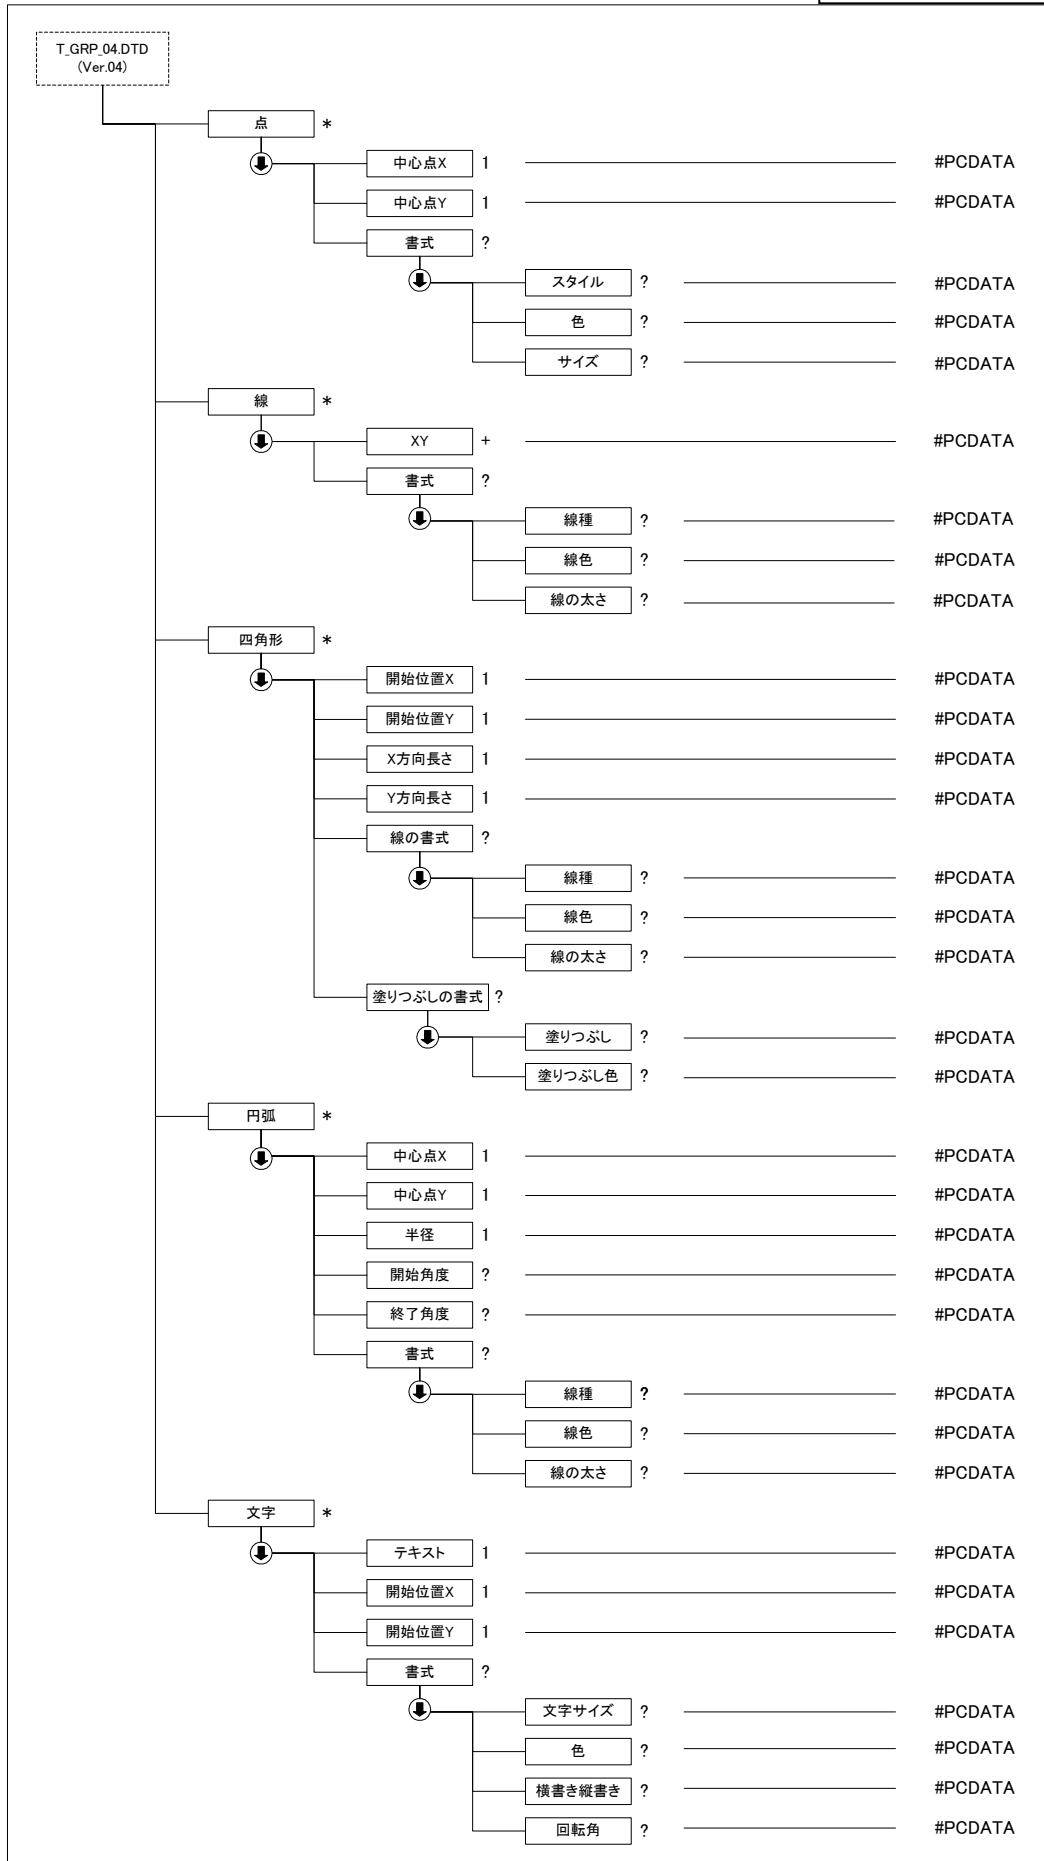 T_GRP_04.DTD
(Ver.04)
点 *
中心点X 1 #PCDATA
中心点Y 1 #PCDATA
書式 ?
スタイル ? #PCDATA
色 ? #PCDATA
サイズ ? #PCDATA
線 *
XY + #PCDATA
書式 ?
線種 ? #PCDATA
線色 ? #PCDATA
線の太さ ? #PCDATA
四角形 *
開始位置X 1 #PCDATA
開始位置Y 1 #PCDATA
X方向長さ 1 #PCDATA
Y方向長さ 1 #PCDATA
線の書式 ?
線種 ? #PCDATA
線色 ? #PCDATA
線の太さ ? #PCDATA
塗りつぶしの書式 ?
塗りつぶし ? #PCDATA
塗りつぶし色 ? #PCDATA
円弧 *
中心点X 1 #PCDATA
中心点Y 1 #PCDATA
半径 1 #PCDATA
開始角度 ? #PCDATA
終了角度 ? #PCDATA
書式 ?
線種 ? #PCDATA
線色 ? #PCDATA
線の太さ ? #PCDATA
文字 *
テキスト 1 #PCDATA
開始位置X 1 #PCDATA
開始位置Y 1 #PCDATA
書式 ?
文字サイズ ? #PCDATA
色 ? #PCDATA
横書き縦書き ? #PCDATA
回転角 ? #PCDATA